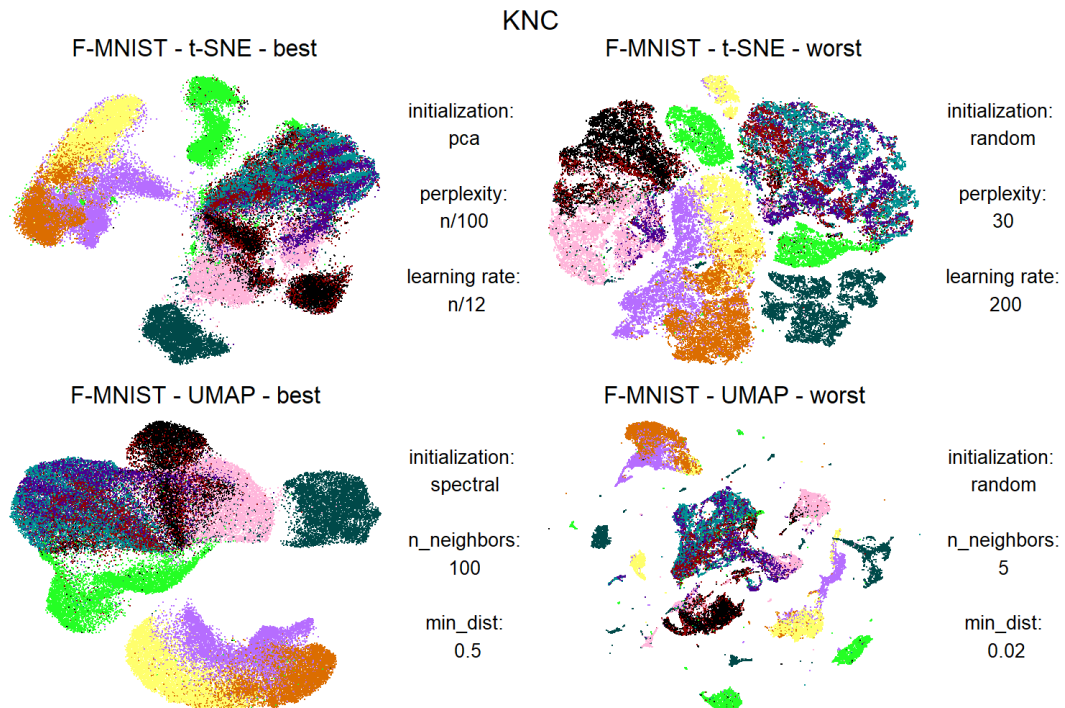 KNC
F-MNIST - t-SNE - best
initialization:
pca
perplexity:
n/100
learning rate:
n/12
F-MNIST - t-SNE - worst
initialization:
random
perplexity:
30
learning rate:
200
F-MNIST - UMAP - best
initialization:
spectral
n_neighbors:
100
min_dist:
0.5
F-MNIST - UMAP - worst
initialization:
random
n_neighbors:
5
min_dist:
0.02